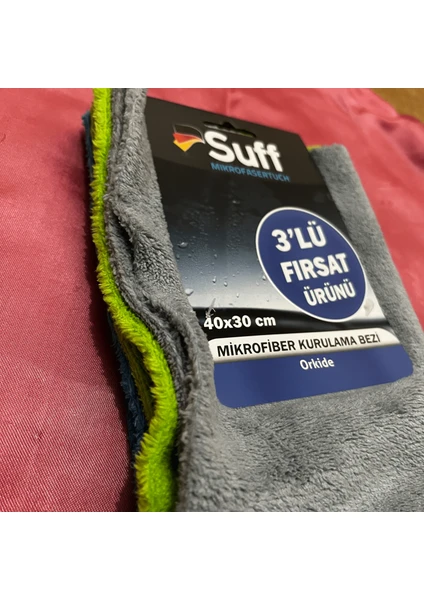 Suff
MIKROFASERTUCH
3'LÜ
FIRSAT
ÜRÜNÜ
40x30 cm
MİKROFİBER KURULAMA BEZİ
Orkide